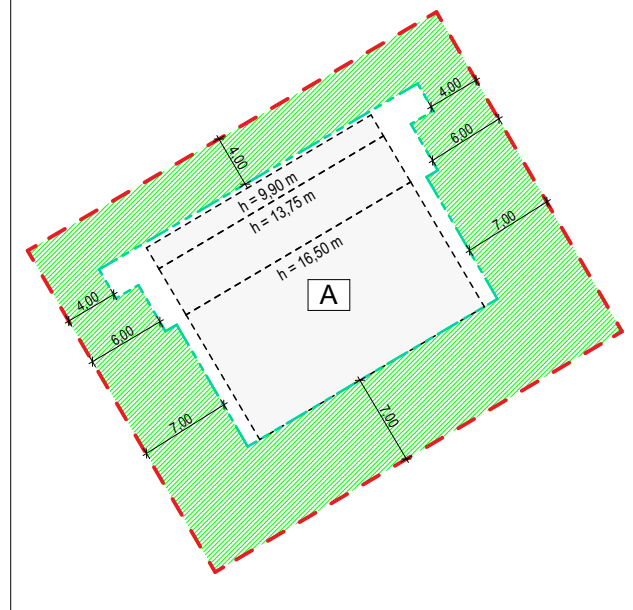 4,00
4,00
6,00
h = 9,90 m
h = 13,75 m
7,00
h = 16,50 m
A
4,00
6,00
7,00
7,00